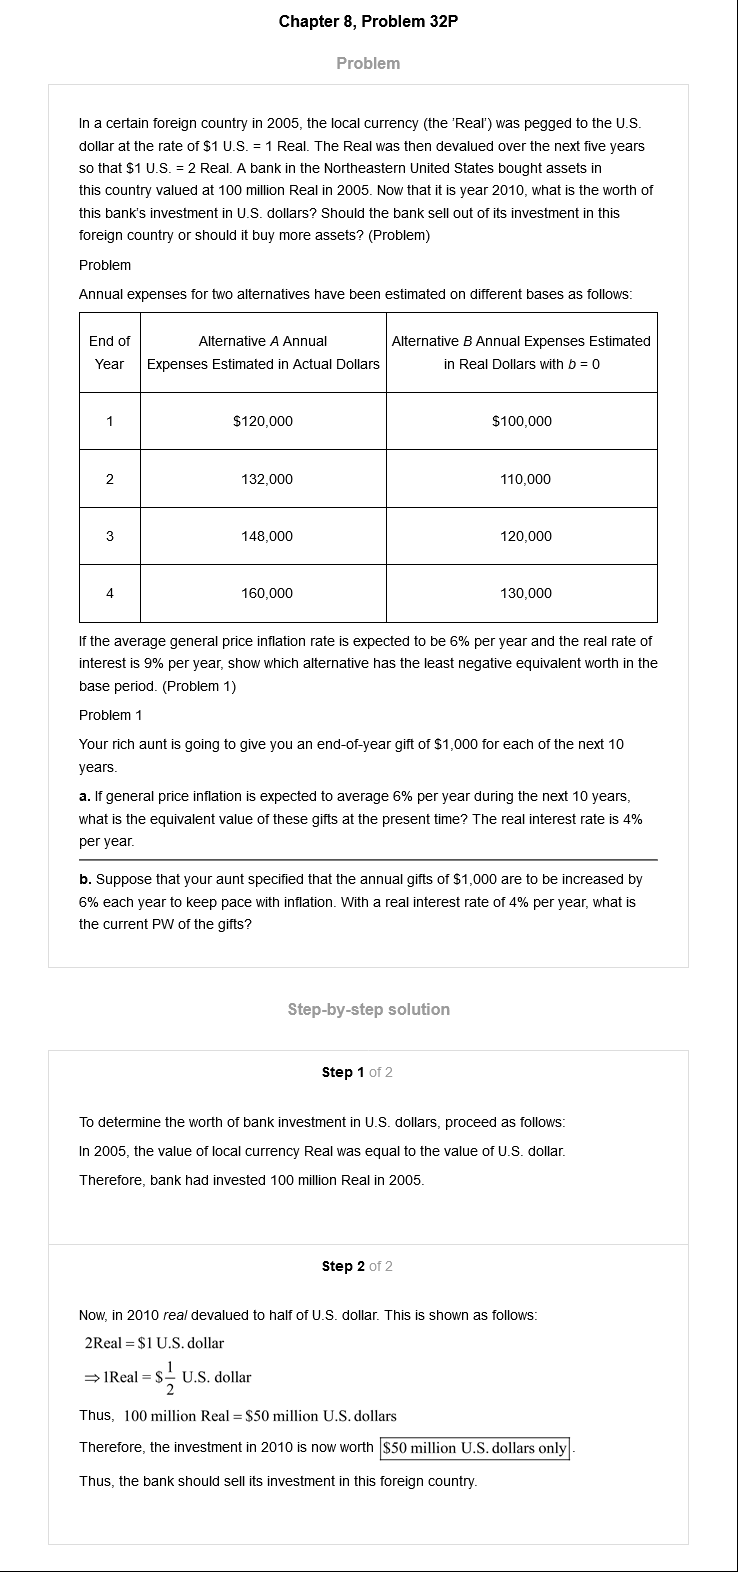 Chapter 8, Problem 32P
Problem
In a certain foreign country in 2005, the local currency (the 'Real') was pegged to the U.S.
dollar at the rate of $1 U.S. = 1 Real. The Real was then devalued over the next five years
so that $1 U.S. = 2 Real. A bank in the Northeastern United States bought assets in
this country valued at 100 million Real in 2005. Now that it is year 2010, what is the worth of
this bank's investment in U.S. dollars? Should the bank sell out of its investment in this
foreign country or should it buy more assets? (Problem)
Problem
Annual expenses for two alternatives have been estimated on different bases as follows:
End of Year
Alternative A Annual Expenses Estimated in Actual Dollars
Alternative B Annual Expenses Estimated in Real Dollars with b = 0
1 $120,000 $100,000
2 132,000 110,000
3 148,000 120,000
4 160,000 130,000
If the average general price inflation rate is expected to be 6% per year and the real rate of
interest is 9% per year, show which alternative has the least negative equivalent worth in the
base period. (Problem 1)
Problem 1
Your rich aunt is going to give you an end-of-year gift of $1,000 for each of the next 10
years.
a. If general price inflation is expected to average 6% per year during the next 10 years,
what is the equivalent value of these gifts at the present time? The real interest rate is 4%
per year.
b. Suppose that your aunt specified that the annual gifts of $1,000 are to be increased by
6% each year to keep pace with inflation. With a real interest rate of 4% per year, what is
the current PW of the gifts?
Step-by-step solution
Step 1 of 2
To determine the worth of bank investment in U.S. dollars, proceed as follows:
In 2005, the value of local currency Real was equal to the value of U.S. dollar.
Therefore, bank had invested 100 million Real in 2005.
Step 2 of 2
Now, in 2010 real devalued to half of U.S. dollar. This is shown as follows:
2Real = $1 U.S. dollar
⇒ 1Real = $1/2 U.S. dollar
Thus, 100 million Real = $50 million U.S. dollars
Therefore, the investment in 2010 is now worth $50 million U.S. dollars only.
Thus, the bank should sell its investment in this foreign country.